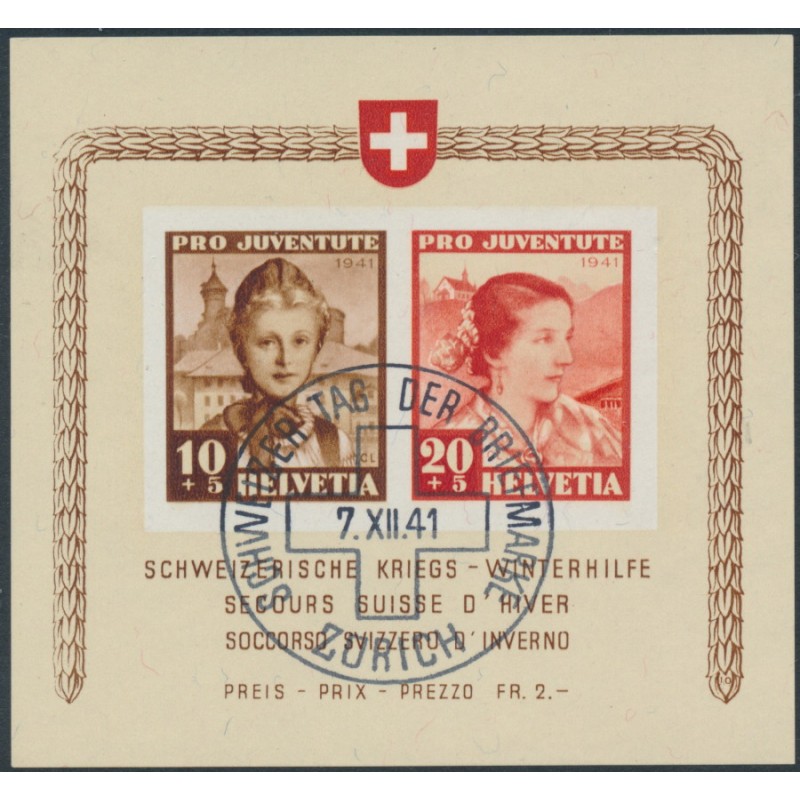 PRO JUVENTUTE
1941
10
+ 5 HELVETIA
PRO JUVENTUTE
1941
20
+ 5 HELVETIA
SCHWEIZER TAG DER BRIEFMARKE
7.XII.41
ZÜRICH
SCHWEIZERISCHE KRIEGS - WINTERHILFE
SECOURS SUISSE D'HIVER
SOCCORSO SVIZZERO D'INVERNO
PREIS - PRIX - PREZZO FR. 2.–